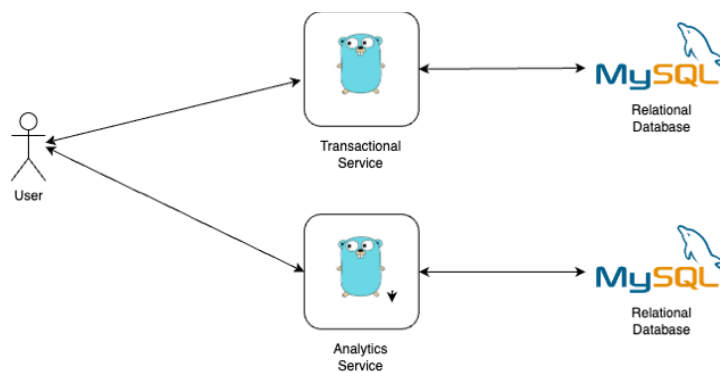 MySQL
Relational
Database
Transactional
Service
User
MySQL
Relational
Database
Analytics
Service